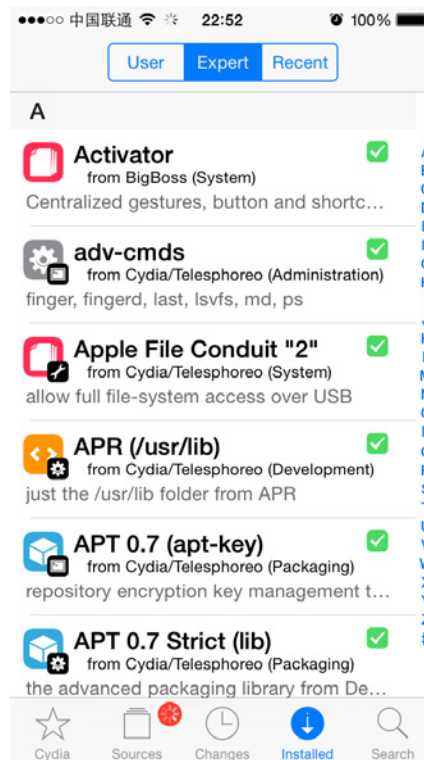 中国联通 22:52 100%
User Expert Recent
A
Activator
from BigBoss (System)
Centralized gestures, button and shortc...
adv-cmds
from Cydia/Telesphoreo (Administration)
finger, fingerd, last, lsvfs, md, ps
Apple File Conduit "2"
from Cydia/Telesphoreo (System)
allow full file-system access over USB
APR (/usr/lib)
from Cydia/Telesphoreo (Development)
just the /usr/lib folder from APR
APT 0.7 (apt-key)
from Cydia/Telesphoreo (Packaging)
repository encryption key management t...
APT 0.7 Strict (lib)
from Cydia/Telesphoreo (Packaging)
the advanced packaging library from De...
Cydia Sources Changes Installed Search